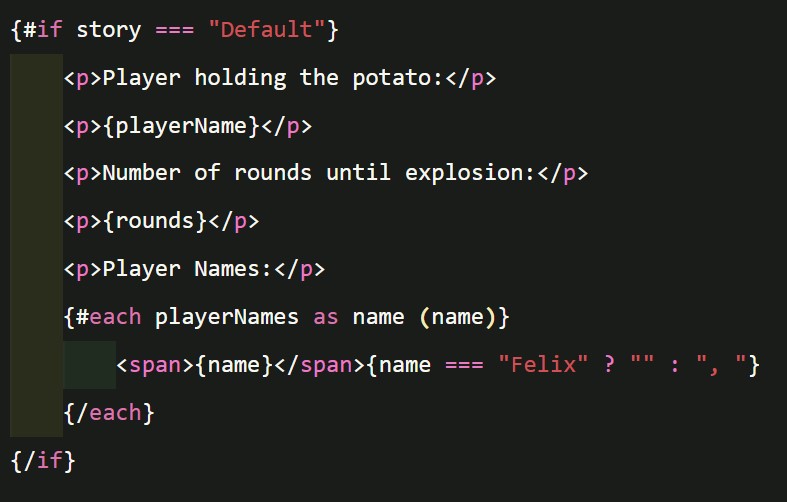 {#if story === "Default"}
<p>Player holding the potato:</p>
<p>{playerName}</p>
<p>Number of rounds until explosion:</p>
<p>{rounds}</p>
<p>Player Names:</p>
{#each playerNames as name (name)}
<span>{name}</span>{name === "Felix" ? "" : ", "}
{/each}
{/if}